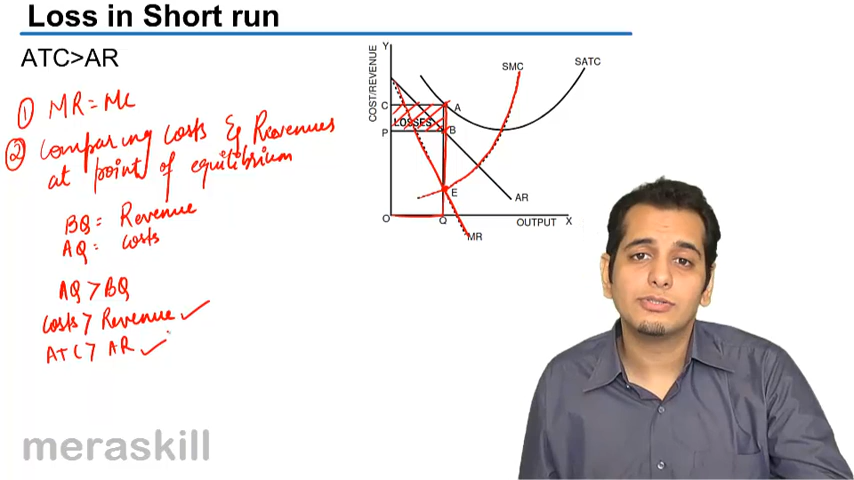 Loss in Short run
ATC>AR
① MR = MC
② Comparing costs & Revenues
at point of equilibrium
BQ = Revenue
AQ = costs
AQ > BQ
Costs > Revenue ✓
ATC > AR ✓
COST/REVENUE
Y
SMC
SATC
C
A
LOSSES
P
B
E
AR
O
Q
OUTPUT
X
MR
meraskill